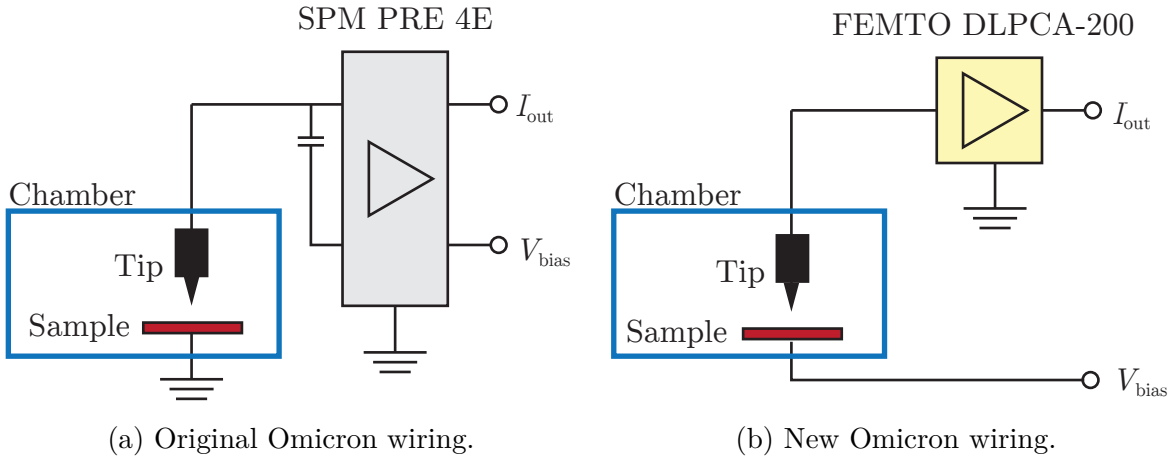 SPM PRE 4E
I_out
V_bias
Chamber
Tip
Sample
(a) Original Omicron wiring.
FEMTO DLPCA-200
I_out
Chamber
Tip
Sample
V_bias
(b) New Omicron wiring.